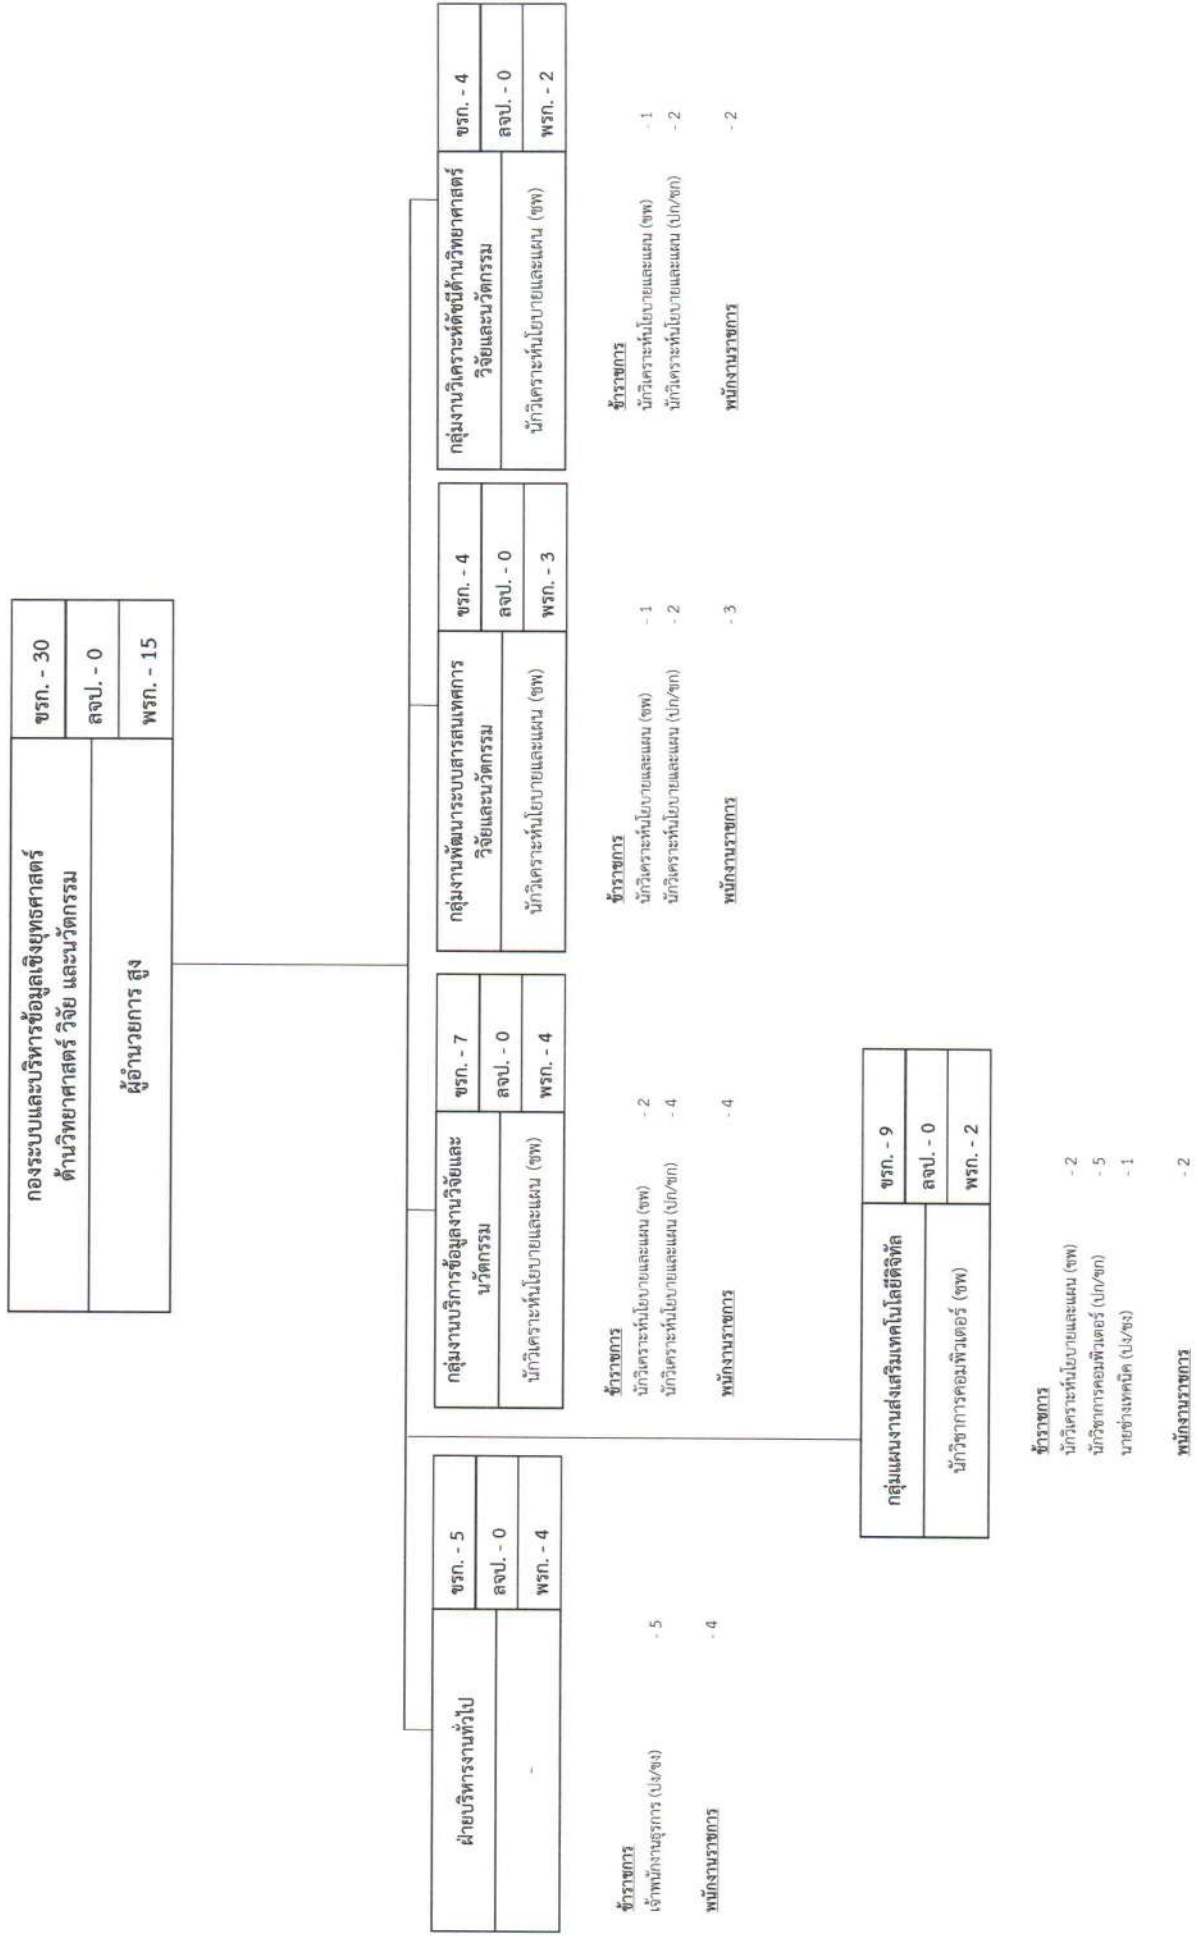 กองระบบและบริหารข้อมูลเชิงยุทธศาสตร์
ด้านวิทยาศาสตร์ วิจัย และนวัตกรรม
ผู้อำนวยการ สูง
ขรก. - 30
ลจป. - 0
พรก. - 15
ฝ่ายบริหารงานทั่วไป
-
ขรก. - 5
ลจป. - 0
พรก. - 4
ข้าราชการ
เจ้าพนักงานธุรการ (ปง/ชง) - 5
พนักงานราชการ - 4
กลุ่มงานบริการข้อมูลงานวิจัยและ
นวัตกรรม
นักวิเคราะห์นโยบายและแผน (ชพ)
ขรก. - 7
ลจป. - 0
พรก. - 4
ข้าราชการ
นักวิเคราะห์นโยบายและแผน (ชพ) - 2
นักวิเคราะห์นโยบายและแผน (ปก/ชก) - 4
พนักงานราชการ - 4
กลุ่มงานพัฒนาระบบสารสนเทศการ
วิจัยและนวัตกรรม
นักวิเคราะห์นโยบายและแผน (ชพ)
ขรก. - 4
ลจป. - 0
พรก. - 3
ข้าราชการ
นักวิเคราะห์นโยบายและแผน (ชพ) - 1
นักวิเคราะห์นโยบายและแผน (ปก/ชก) - 2
พนักงานราชการ - 3
กลุ่มงานวิเคราะห์ดัชนีด้านวิทยาศาสตร์
วิจัยและนวัตกรรม
นักวิเคราะห์นโยบายและแผน (ชพ)
ขรก. - 4
ลจป. - 0
พรก. - 2
ข้าราชการ
นักวิเคราะห์นโยบายและแผน (ชพ) - 1
นักวิเคราะห์นโยบายและแผน (ปก/ชก) - 2
พนักงานราชการ - 2
กลุ่มแผนงานส่งเสริมเทคโนโลยีดิจิทัล
นักวิชาการคอมพิวเตอร์ (ชพ)
ขรก. - 9
ลจป. - 0
พรก. - 2
ข้าราชการ
นักวิเคราะห์นโยบายและแผน (ชพ) - 2
นักวิชาการคอมพิวเตอร์ (ปก/ชก) - 5
นายช่างเทคนิค (ปง/ชง) - 1
พนักงานราชการ - 2